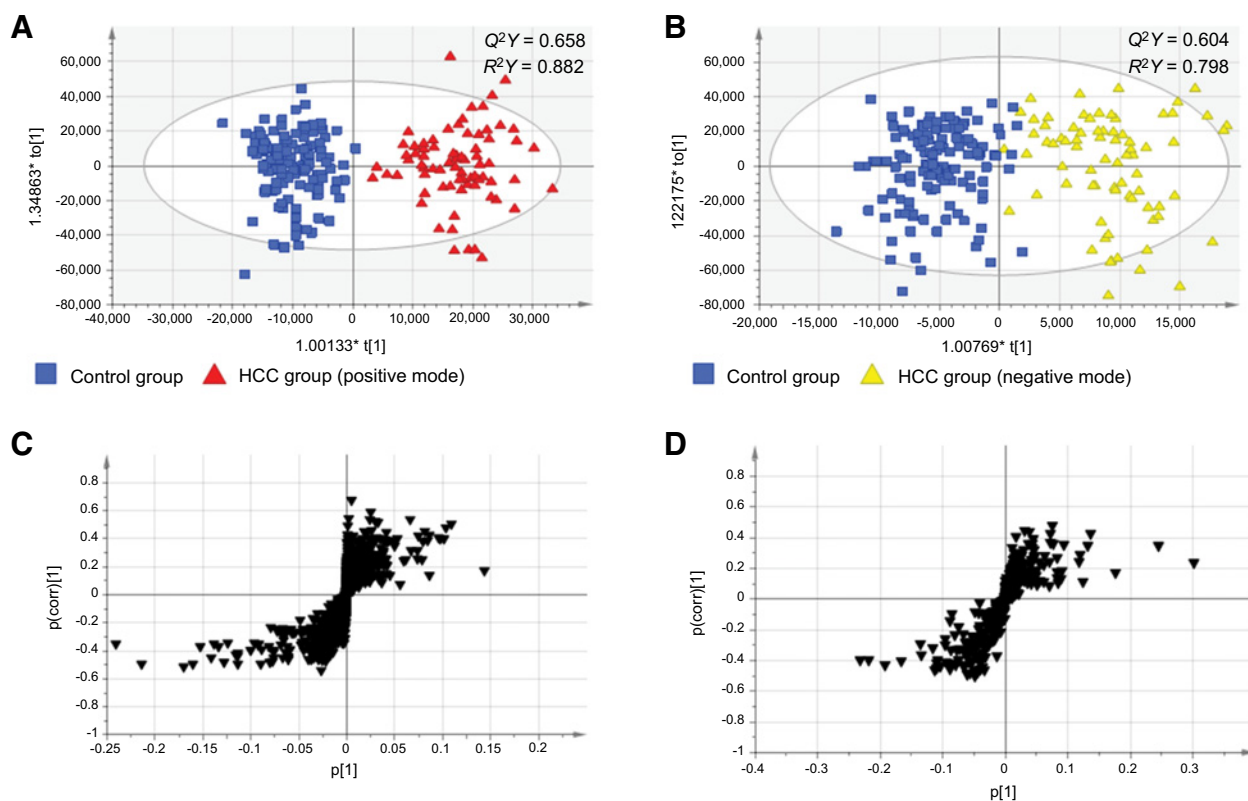 A
Q²Y = 0.658
R²Y = 0.882
60,000
40,000
20,000
0
-20,000
-40,000
-60,000
-80,000
1.34863* to[1]
-40,000 -30,000 -20,000 -10,000 0 10,000 20,000 30,000
1.00133* t[1]
Control group HCC group (positive mode)
B
Q²Y = 0.604
R²Y = 0.798
60,000
40,000
20,000
0
-20,000
-40,000
-60,000
-80,000
122175* to[1]
-20,000 -15,000 -10,000 -5,000 0 5,000 10,000 15,000
1.00769* t[1]
Control group HCC group (negative mode)
C
0.8
0.6
0.4
0.2
0
-0.2
-0.4
-0.6
-0.8
-1
p(corr)[1]
-0.25 -0.2 -0.15 -0.1 -0.05 0 0.05 0.1 0.15 0.2
p[1]
D
0.8
0.6
0.4
0.2
0
-0.2
-0.4
-0.6
-0.8
-1
p(corr)[1]
-0.4 -0.3 -0.2 -0.1 0 0.1 0.2 0.3
p[1]